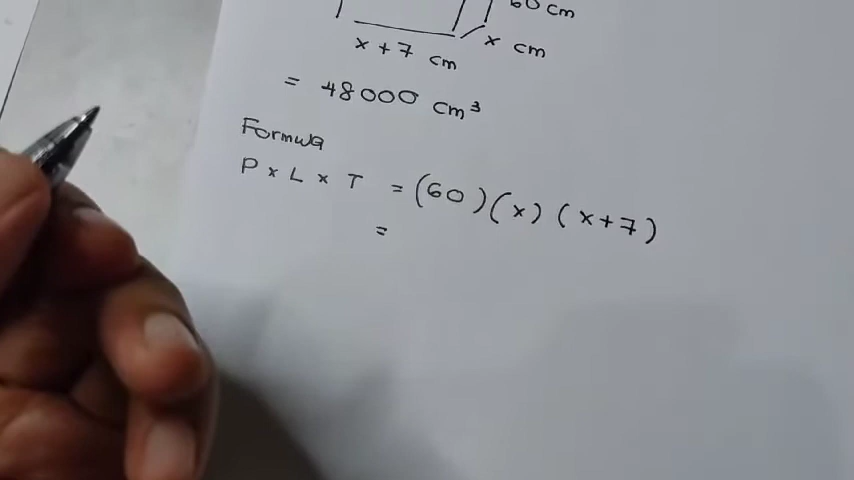 60 cm
x + 7 cm
x cm
= 48000 cm³
Formula
P x L x T = (60)(x)(x+7)
=